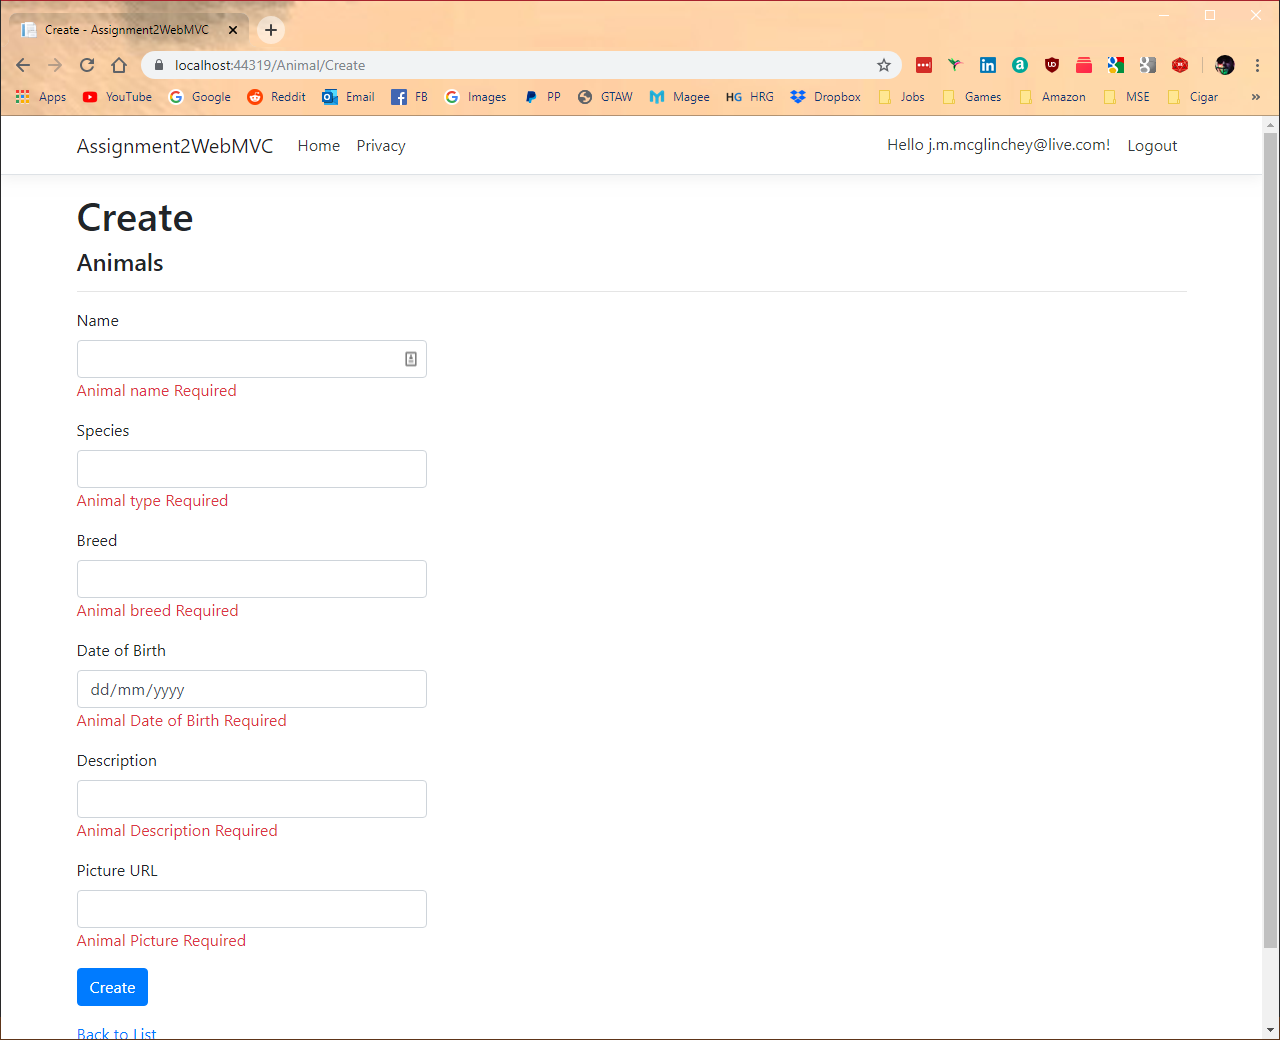 Create - Assignment2WebMVC
localhost:44319/Animal/Create
Apps YouTube Google Reddit Email FB Images PP GTAW Magee HG HRG Dropbox Jobs Games Amazon MSE Cigar »
Assignment2WebMVC Home Privacy Hello j.m.mcglinchey@live.com! Logout
Create
Animals
Name
Animal name Required
Species
Animal type Required
Breed
Animal breed Required
Date of Birth
dd/mm/yyyy
Animal Date of Birth Required
Description
Animal Description Required
Picture URL
Animal Picture Required
Create
Back to List